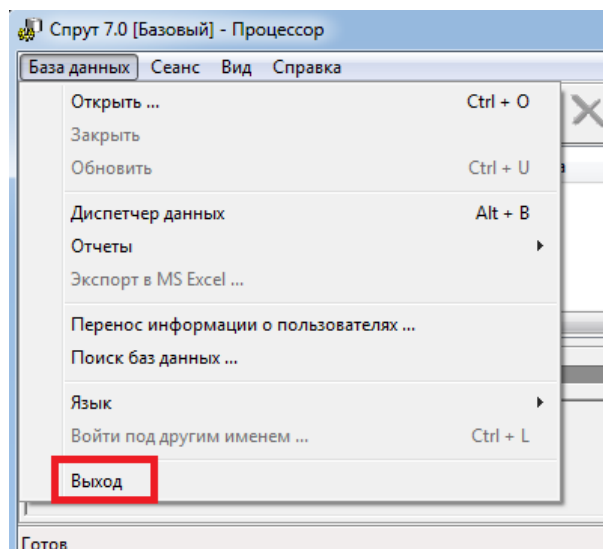 Спрут 7.0 [Базовый] - Процессор
База данных Сеанс Вид Справка
Открыть ... Ctrl + O
Закрыть
Обновить Ctrl + U
Диспетчер данных Alt + B
Отчеты
Экспорт в MS Excel ...
Перенос информации о пользователях ...
Поиск баз данных ...
Язык
Войти под другим именем ... Ctrl + L
Выход
Готов